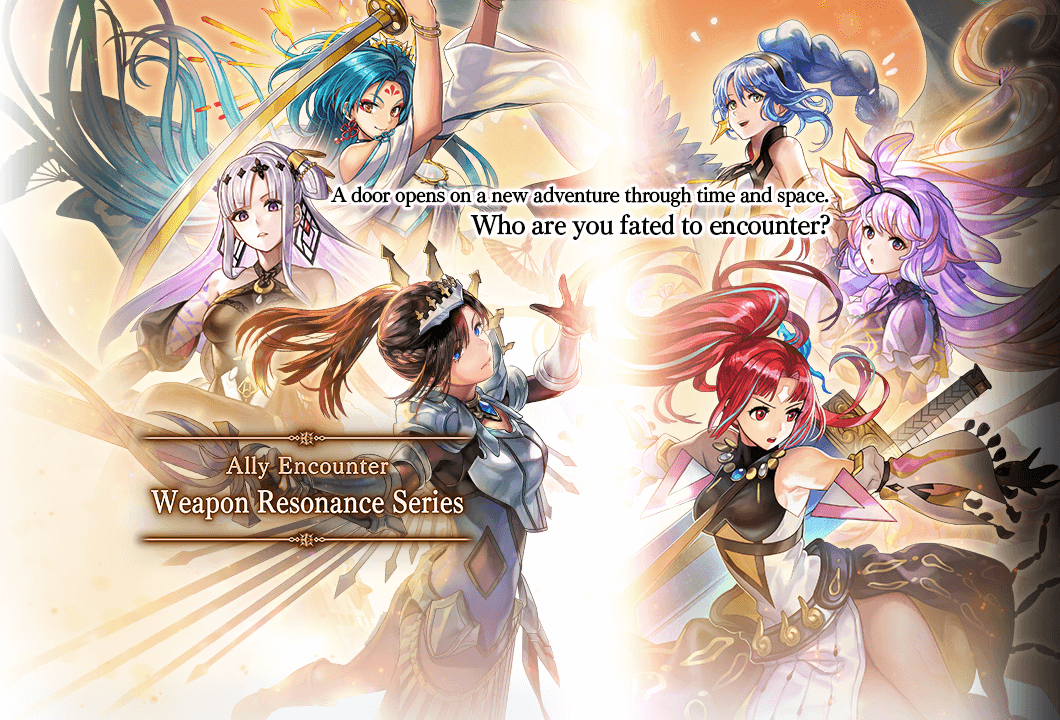 A door opens on a new adventure through time and space.
Who are you fated to encounter?
Ally Encounter
Weapon Resonance Series